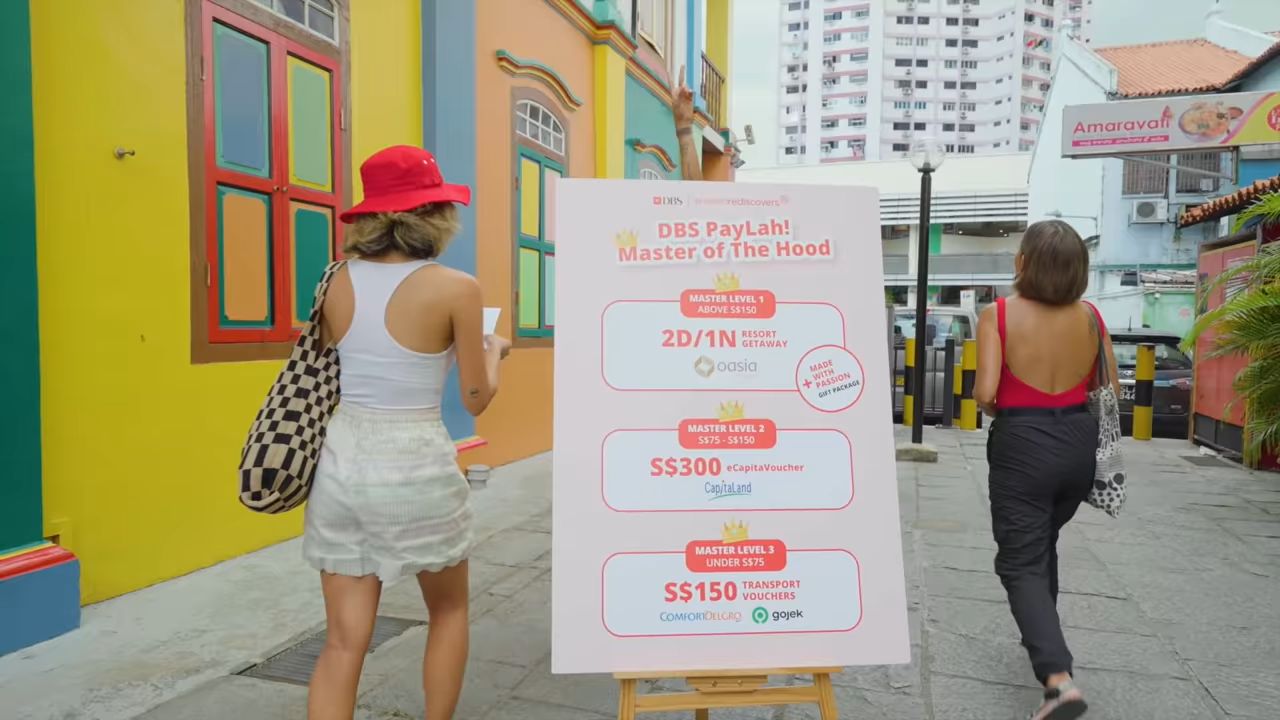 DBS | singaporediscovers
DBS PayLah!
Master of The Hood
MASTER LEVEL 1
ABOVE S$150
2D/1N RESORT GETAWAY
oasia
+ MADE WITH PASSION GIFT PACKAGE
MASTER LEVEL 2
S$75 - S$150
S$300 eCapitaVoucher
CapitaLand
MASTER LEVEL 3
UNDER S$75
S$150 TRANSPORT VOUCHERS
COMFORTDELGRO gojek
Amaravati